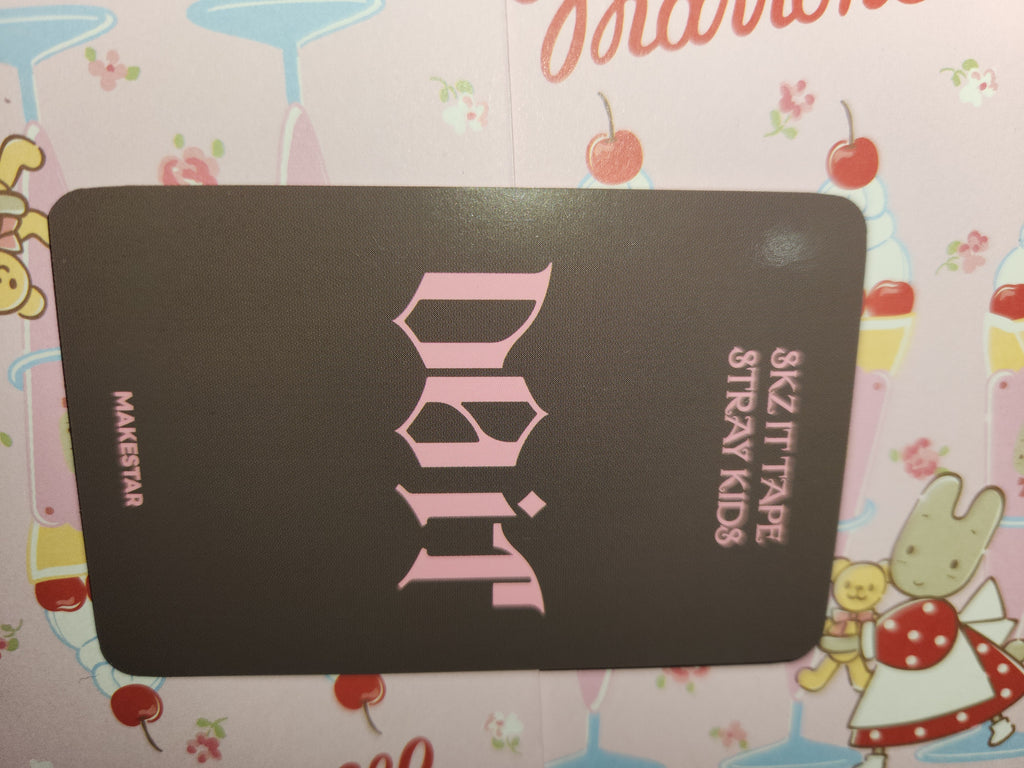 SKZ IT TAPE
STRAY KIDS
DO iT
MAKESTAR